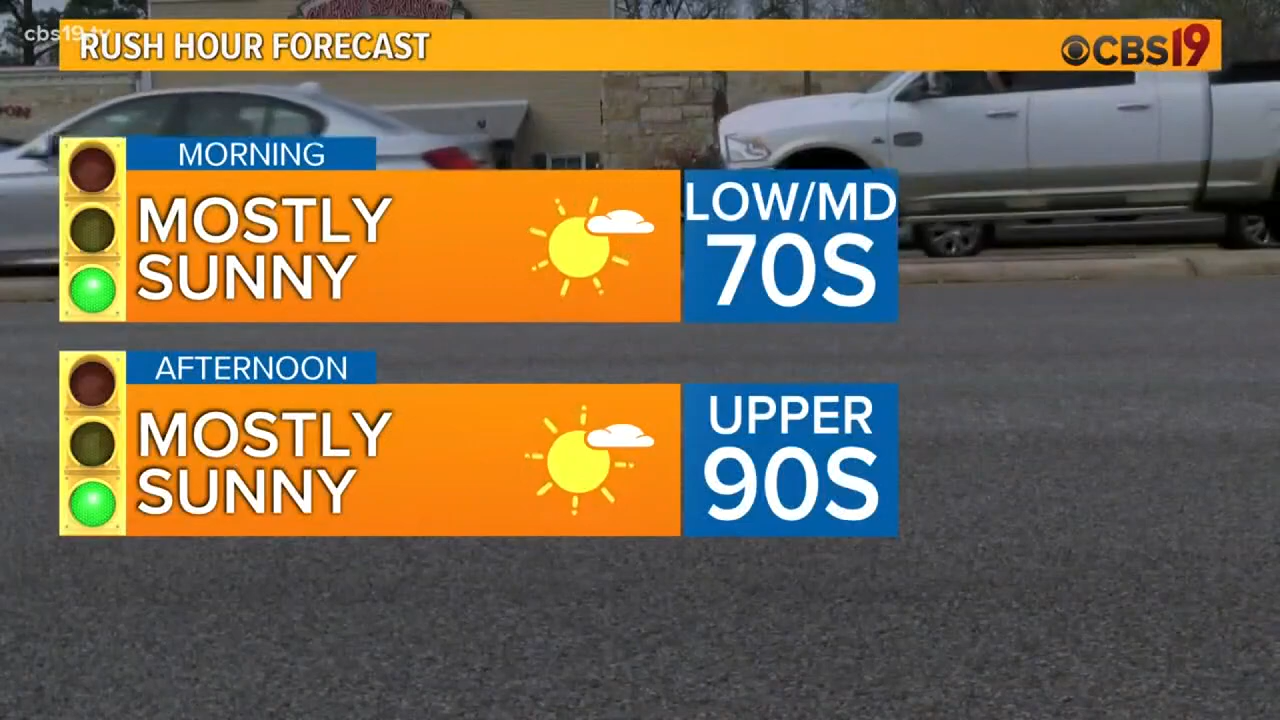 cbs19.tv
RUSH HOUR FORECAST
CBS19
MORNING
MOSTLY
SUNNY
LOW/MD
70S
AFTERNOON
MOSTLY
SUNNY
UPPER
90S